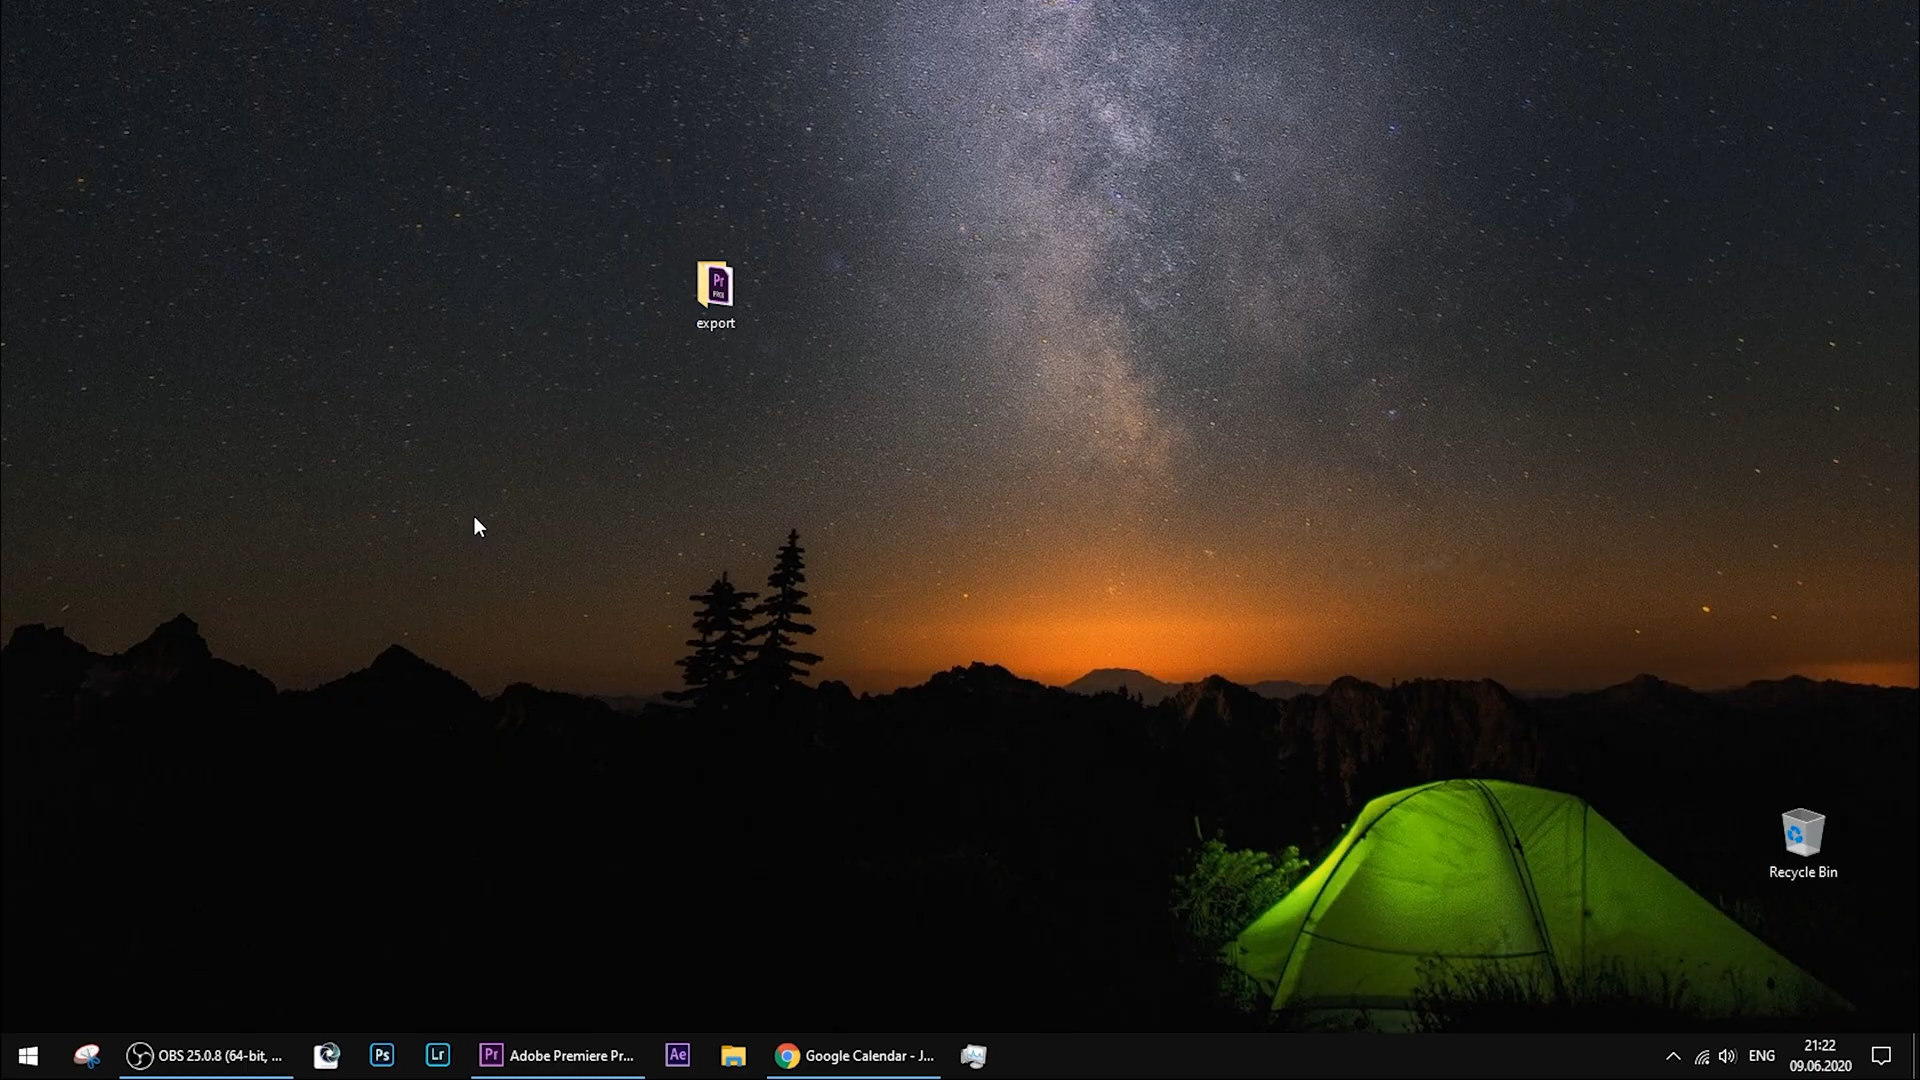 Pr
export
Recycle Bin
OBS 25.0.8 (64-bit, ...
Ps
Lr
Pr
Adobe Premiere Pr...
Ae
Google Calendar - J...
ENG
21:22
09.06.2020